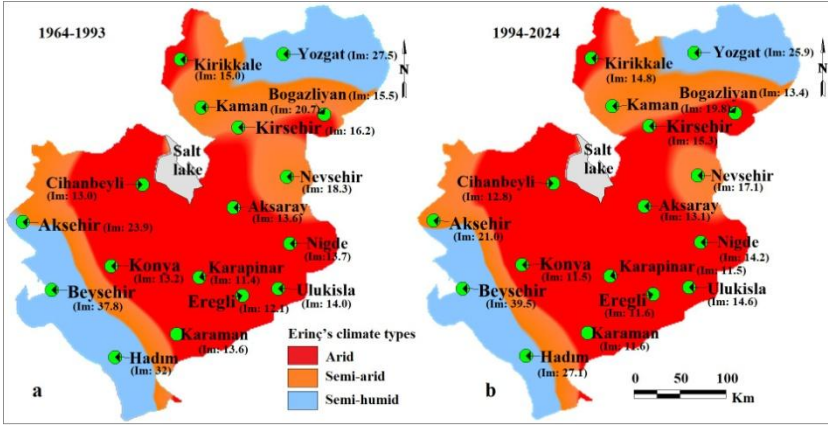 1964-1993
Kirikkale
(Im: 15.0)
Yozgat (Im: 27.5)
N
Bogazliyan (Im: 15.5)
Kaman
(Im: 20.7)
Kirsehir (Im: 16.2)
Salt
lake
Cihanbeyli
(Im: 13.0)
Nevsehir
(Im: 18.3)
Aksaray
(Im: 13.6)
Aksehir
(Im: 23.9)
Nigde
(Im: 13.7)
Konya
(Im: 13.2)
Karapinar
(Im: 11.4)
Beysehir
(Im: 37.8)
Eregli
(Im: 12.1)
Ulukisla
(Im: 14.0)
Karaman
(Im: 13.6)
Hadım
(Im: 32)
a
Erinç's climate types
Arid
Semi-arid
Semi-humid
1994-2024
Kirikkale
(Im: 14.8)
Yozgat (Im: 25.9)
N
Bogazliyan (Im: 13.4)
Kaman
(Im: 19.8)
Kirsehir
(Im: 15.3)
Salt
lake
Cihanbeyli
(Im: 12.8)
Nevsehir
(Im: 17.1)
Aksaray
(Im: 13.1)
Aksehir
(Im: 21.0)
Nigde
(Im: 14.2)
Konya
(Im: 11.5)
Karapinar
(Im: 11.5)
Beysehir
(Im: 39.5)
Eregli
(Im: 11.6)
Ulukisla
(Im: 14.6)
Karaman
(Im: 11.6)
Hadım
(Im: 27.1)
b
0 25 50 100
Km